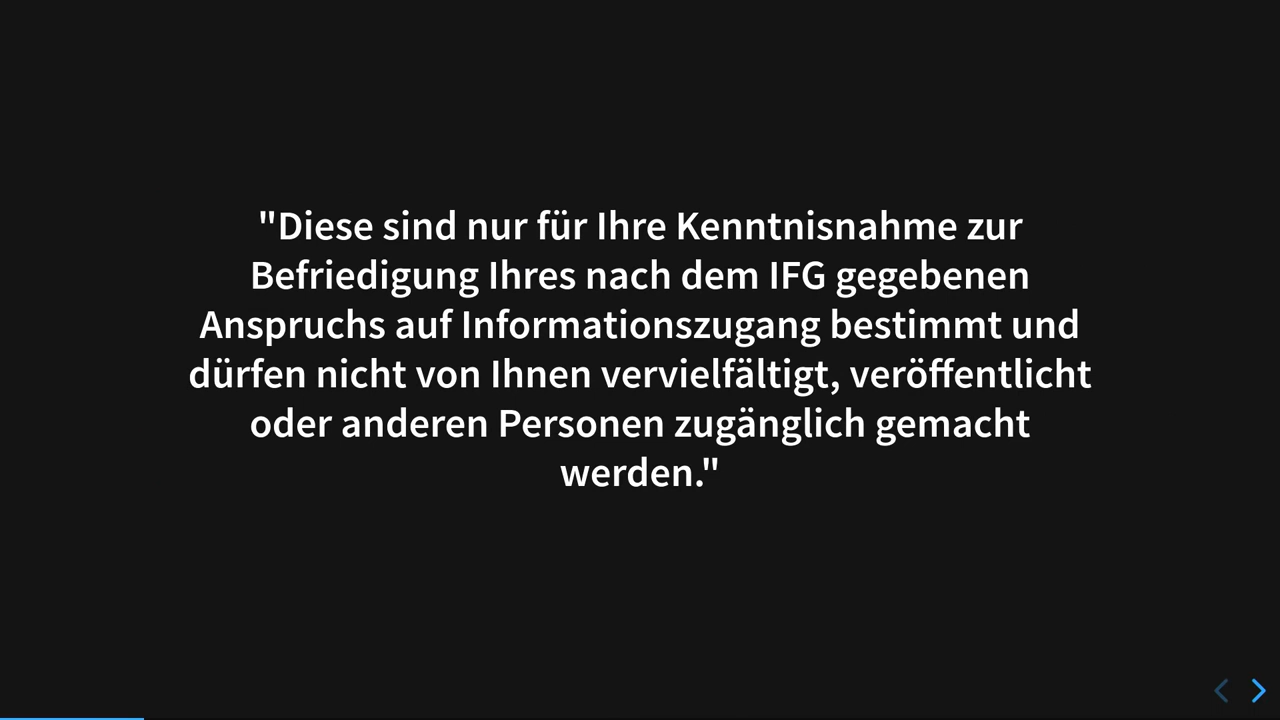 "Diese sind nur für Ihre Kenntnisnahme zur
Befriedigung Ihres nach dem IFG gegebenen
Anspruchs auf Informationszugang bestimmt und
dürfen nicht von Ihnen vervielfältigt, veröffentlicht
oder anderen Personen zugänglich gemacht
werden."